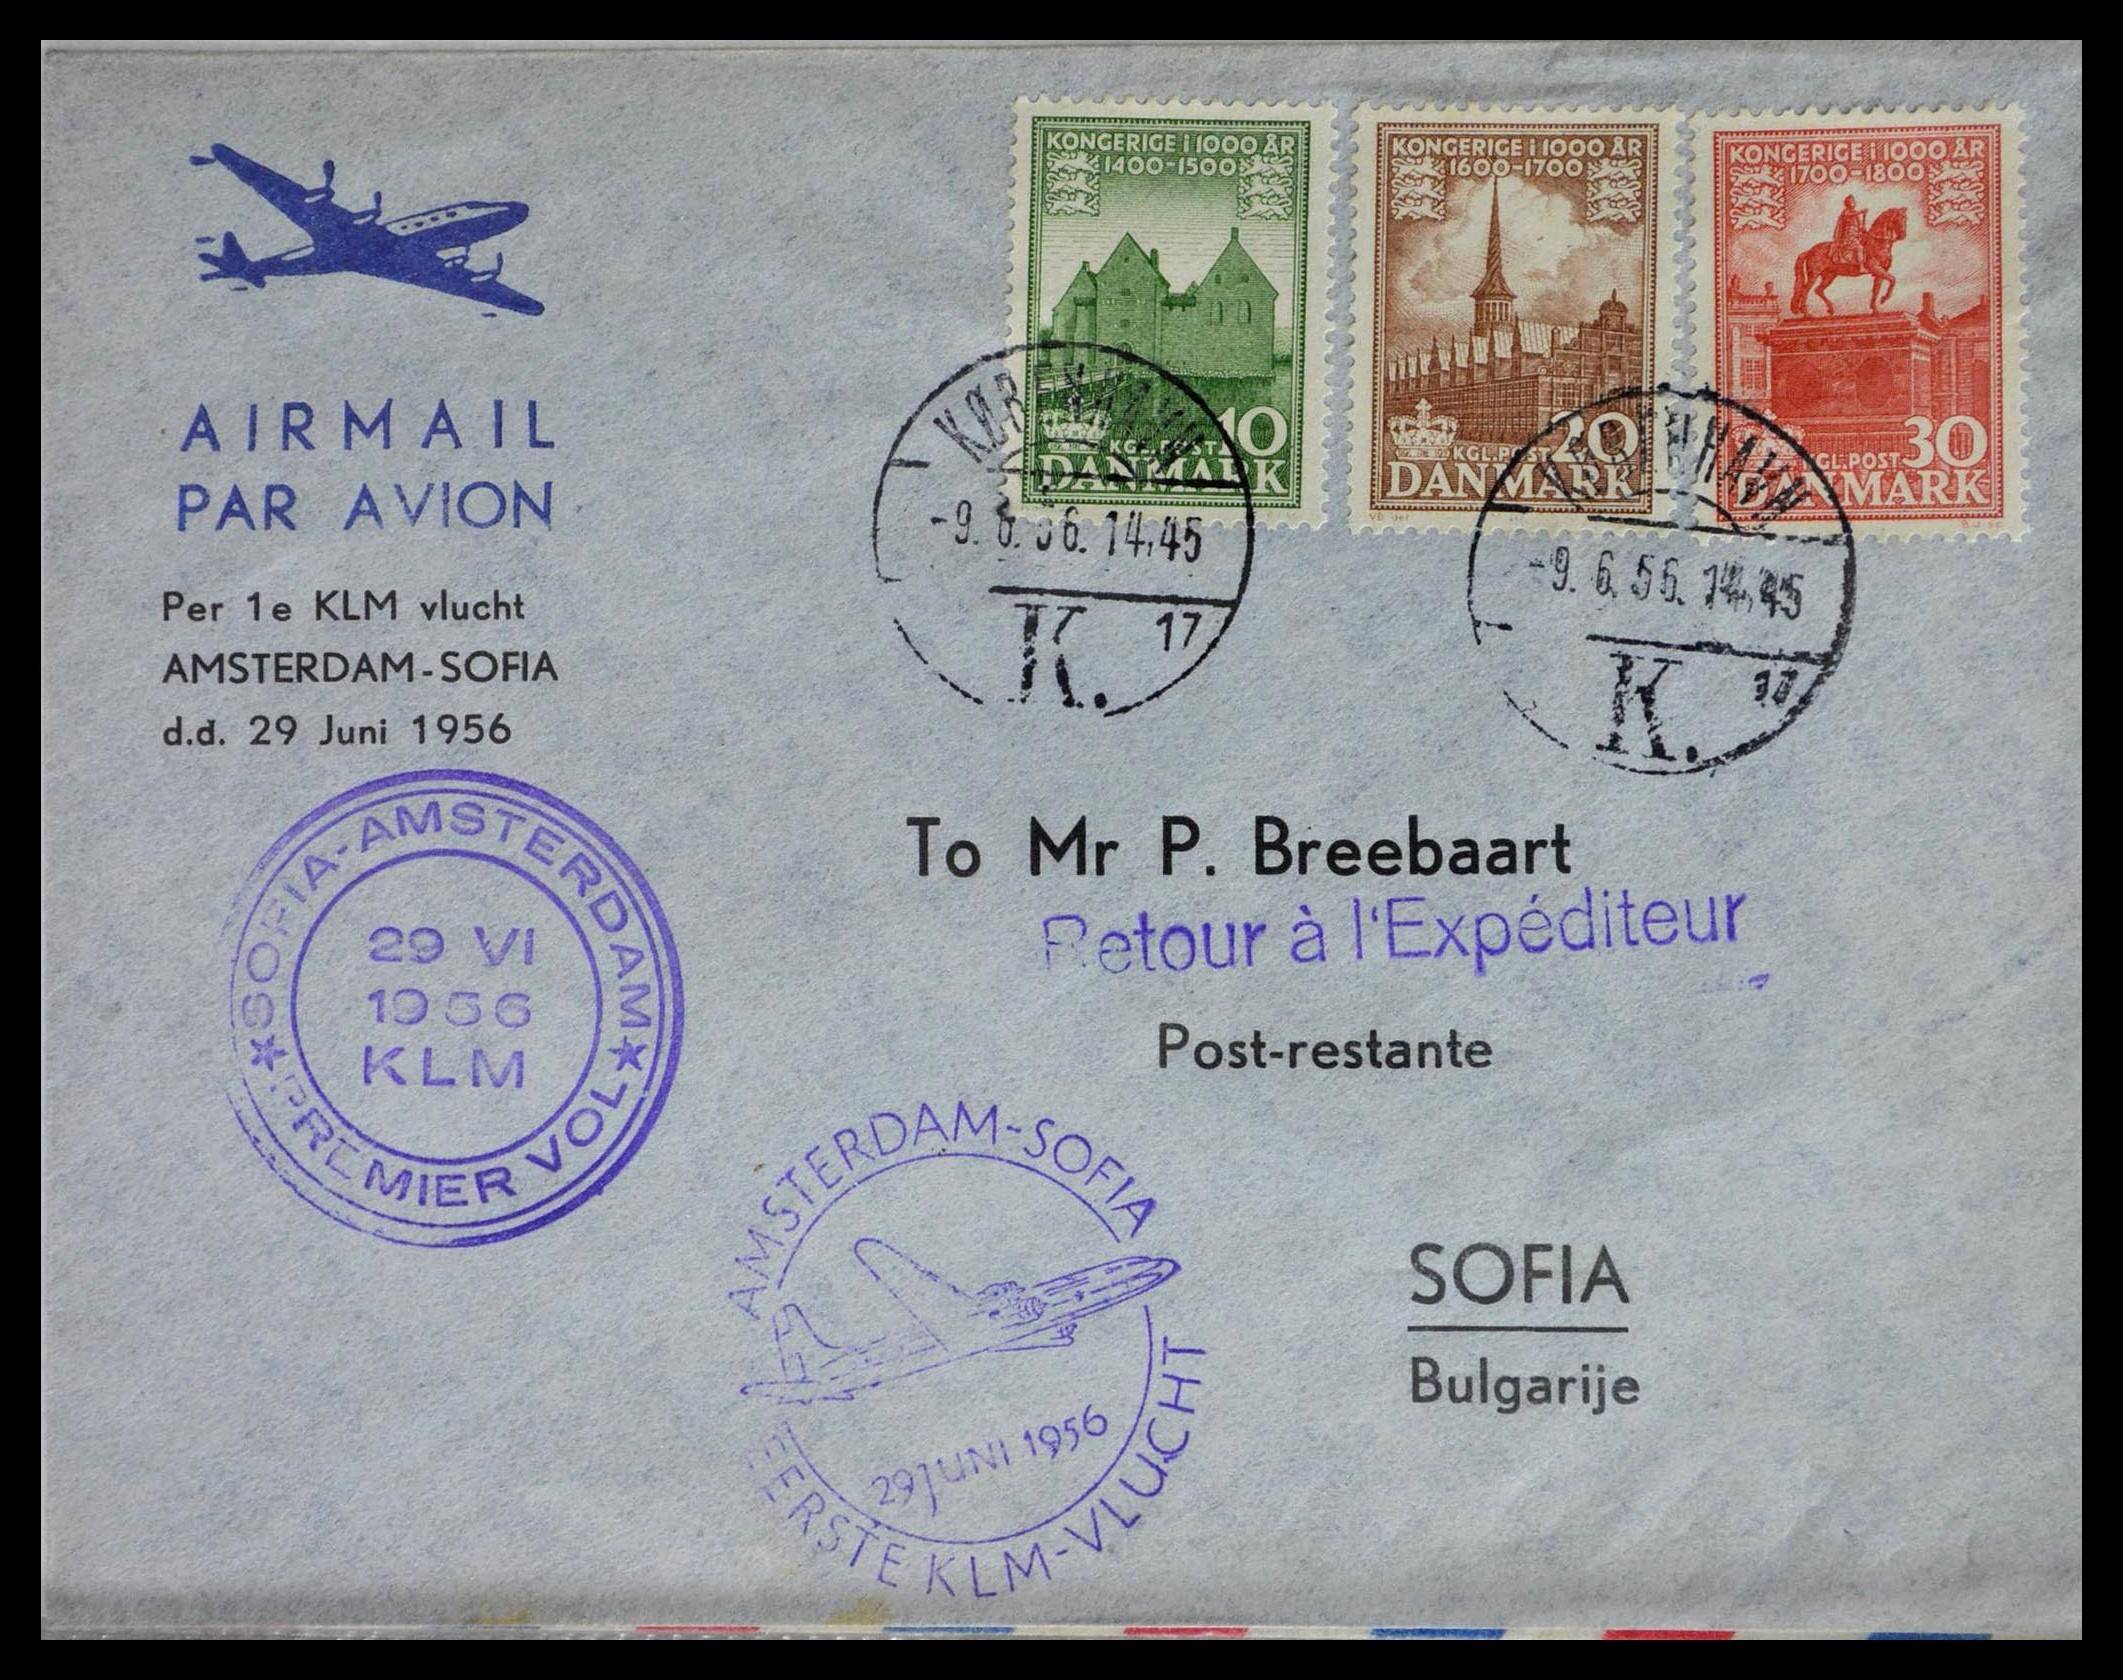 KONGERIGE I 1000 ÅR
1400-1500
10
KGL.POST
DANMARK
KONGERIGE I 1000 ÅR
1600-1700
20
KGL.POST
DANMARK
KONGERIGE I 1000 ÅR
1700-1800
30
KGL.POST
DANMARK
KØBENHAVN
-9.6.56.14,45
K. 17
KØBENHAVN
-9.6.56.14,45
K. 17
AIRMAIL
PAR AVION
Per 1e KLM vlucht
AMSTERDAM-SOFIA
d.d. 29 Juni 1956
SOFIA-AMSTERDAM
29 VI
1956
KLM
PREMIER VOL
To Mr P. Breebaart
Retour à l'Expéditeur
Post-restante
AMSTERDAM-SOFIA
29 JUNI 1956
EERSTE KLM-VLUCHT
SOFIA
Bulgarije